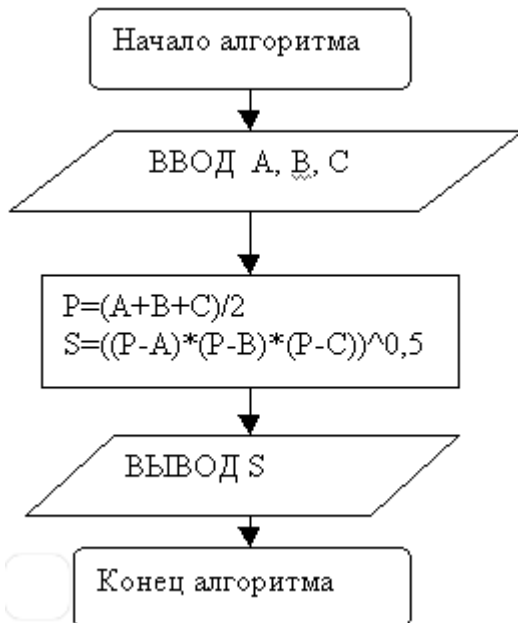 Начало алгоритма
ВВОД А, В, С
P=(A+B+C)/2
S=((P-A)*(P-B)*(P-C))^0,5
ВЫВОД S
Конец алгоритма